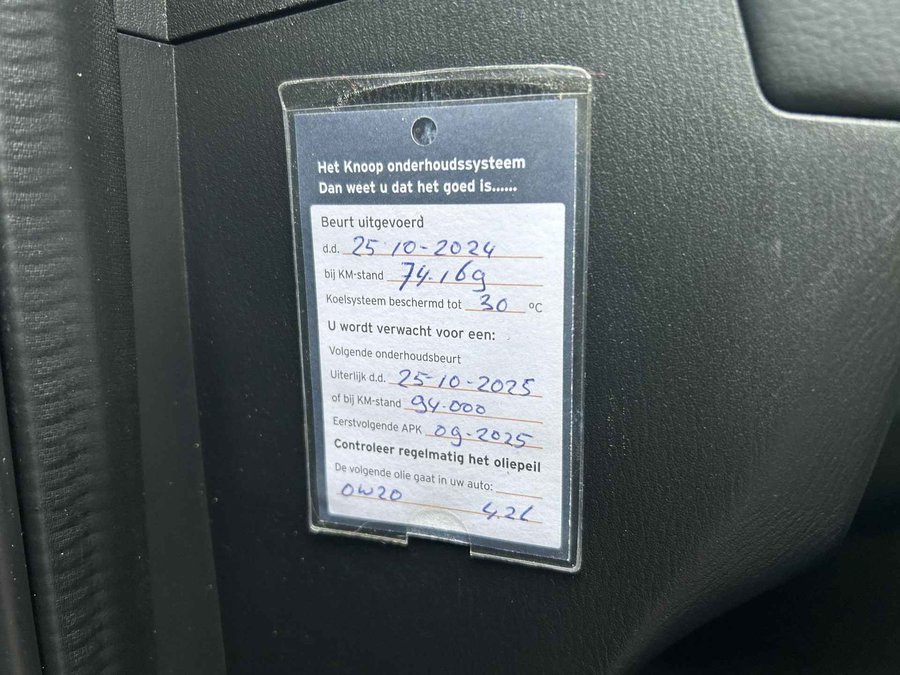 Het Knoop onderhoudssysteem
Dan weet u dat het goed is......
Beurt uitgevoerd
d.d. 25 10-2024
bij KM-stand 74.169
Koelsysteem beschermd tot 30 °C
U wordt verwacht voor een:
Volgende onderhoudsbeurt
Uiterlijk d.d. 25-10-2025
of bij KM-stand 94.000
Eerstvolgende APK 09-2025
Controleer regelmatig het oliepeil
De volgende olie gaat in uw auto:
0W20 4.2L